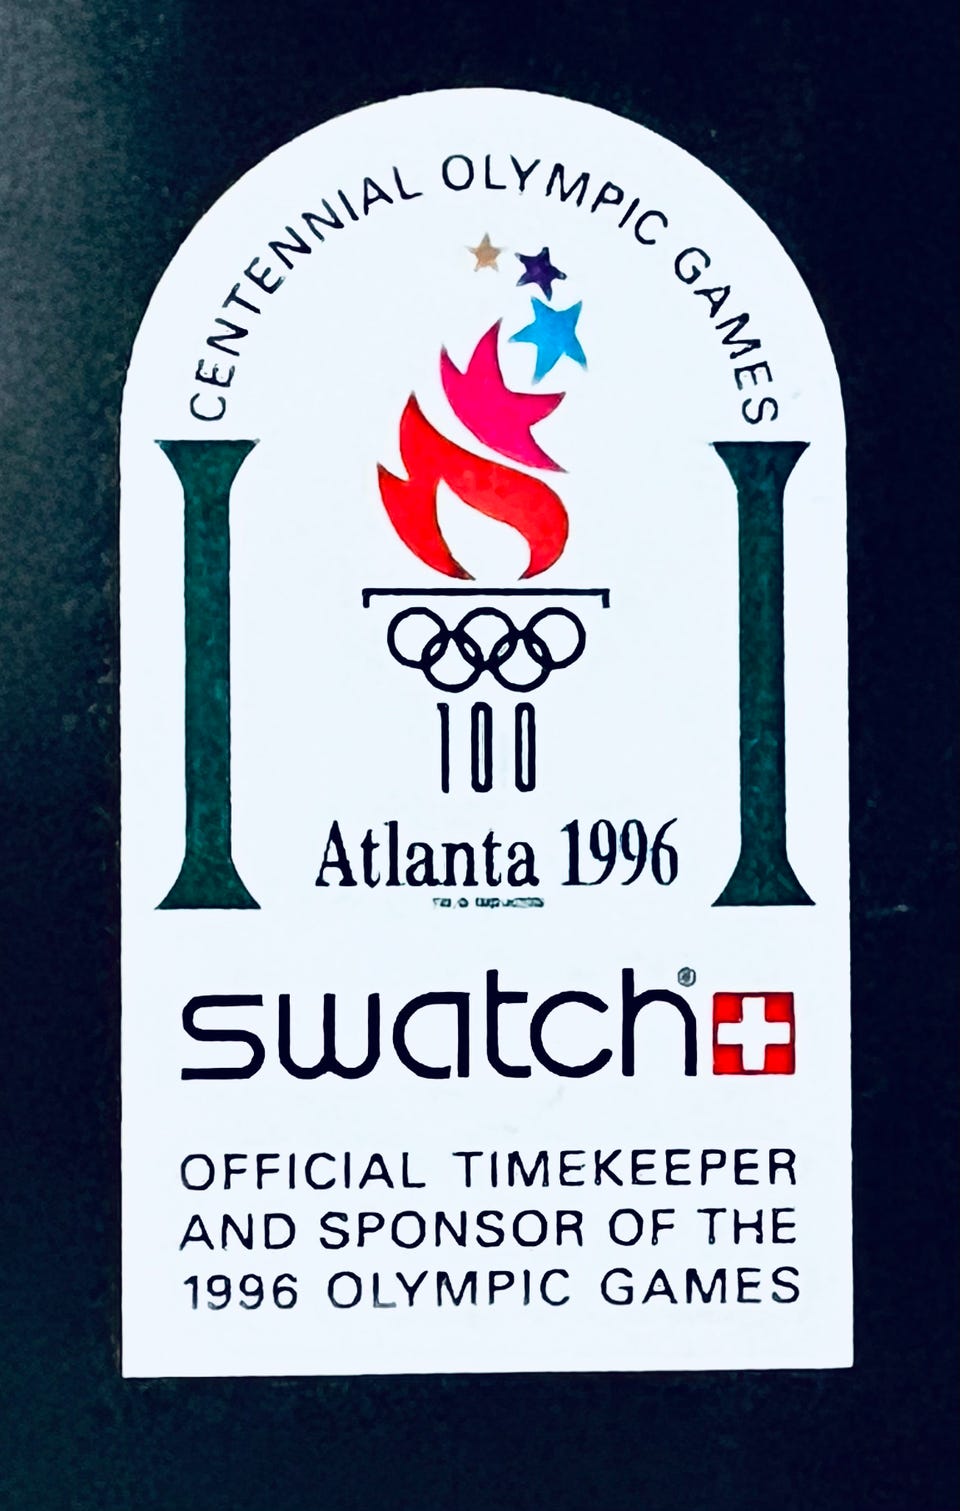 CENTENNIAL OLYMPIC GAMES
100
Atlanta 1996
swatch®
OFFICIAL TIMEKEEPER
AND SPONSOR OF THE
1996 OLYMPIC GAMES